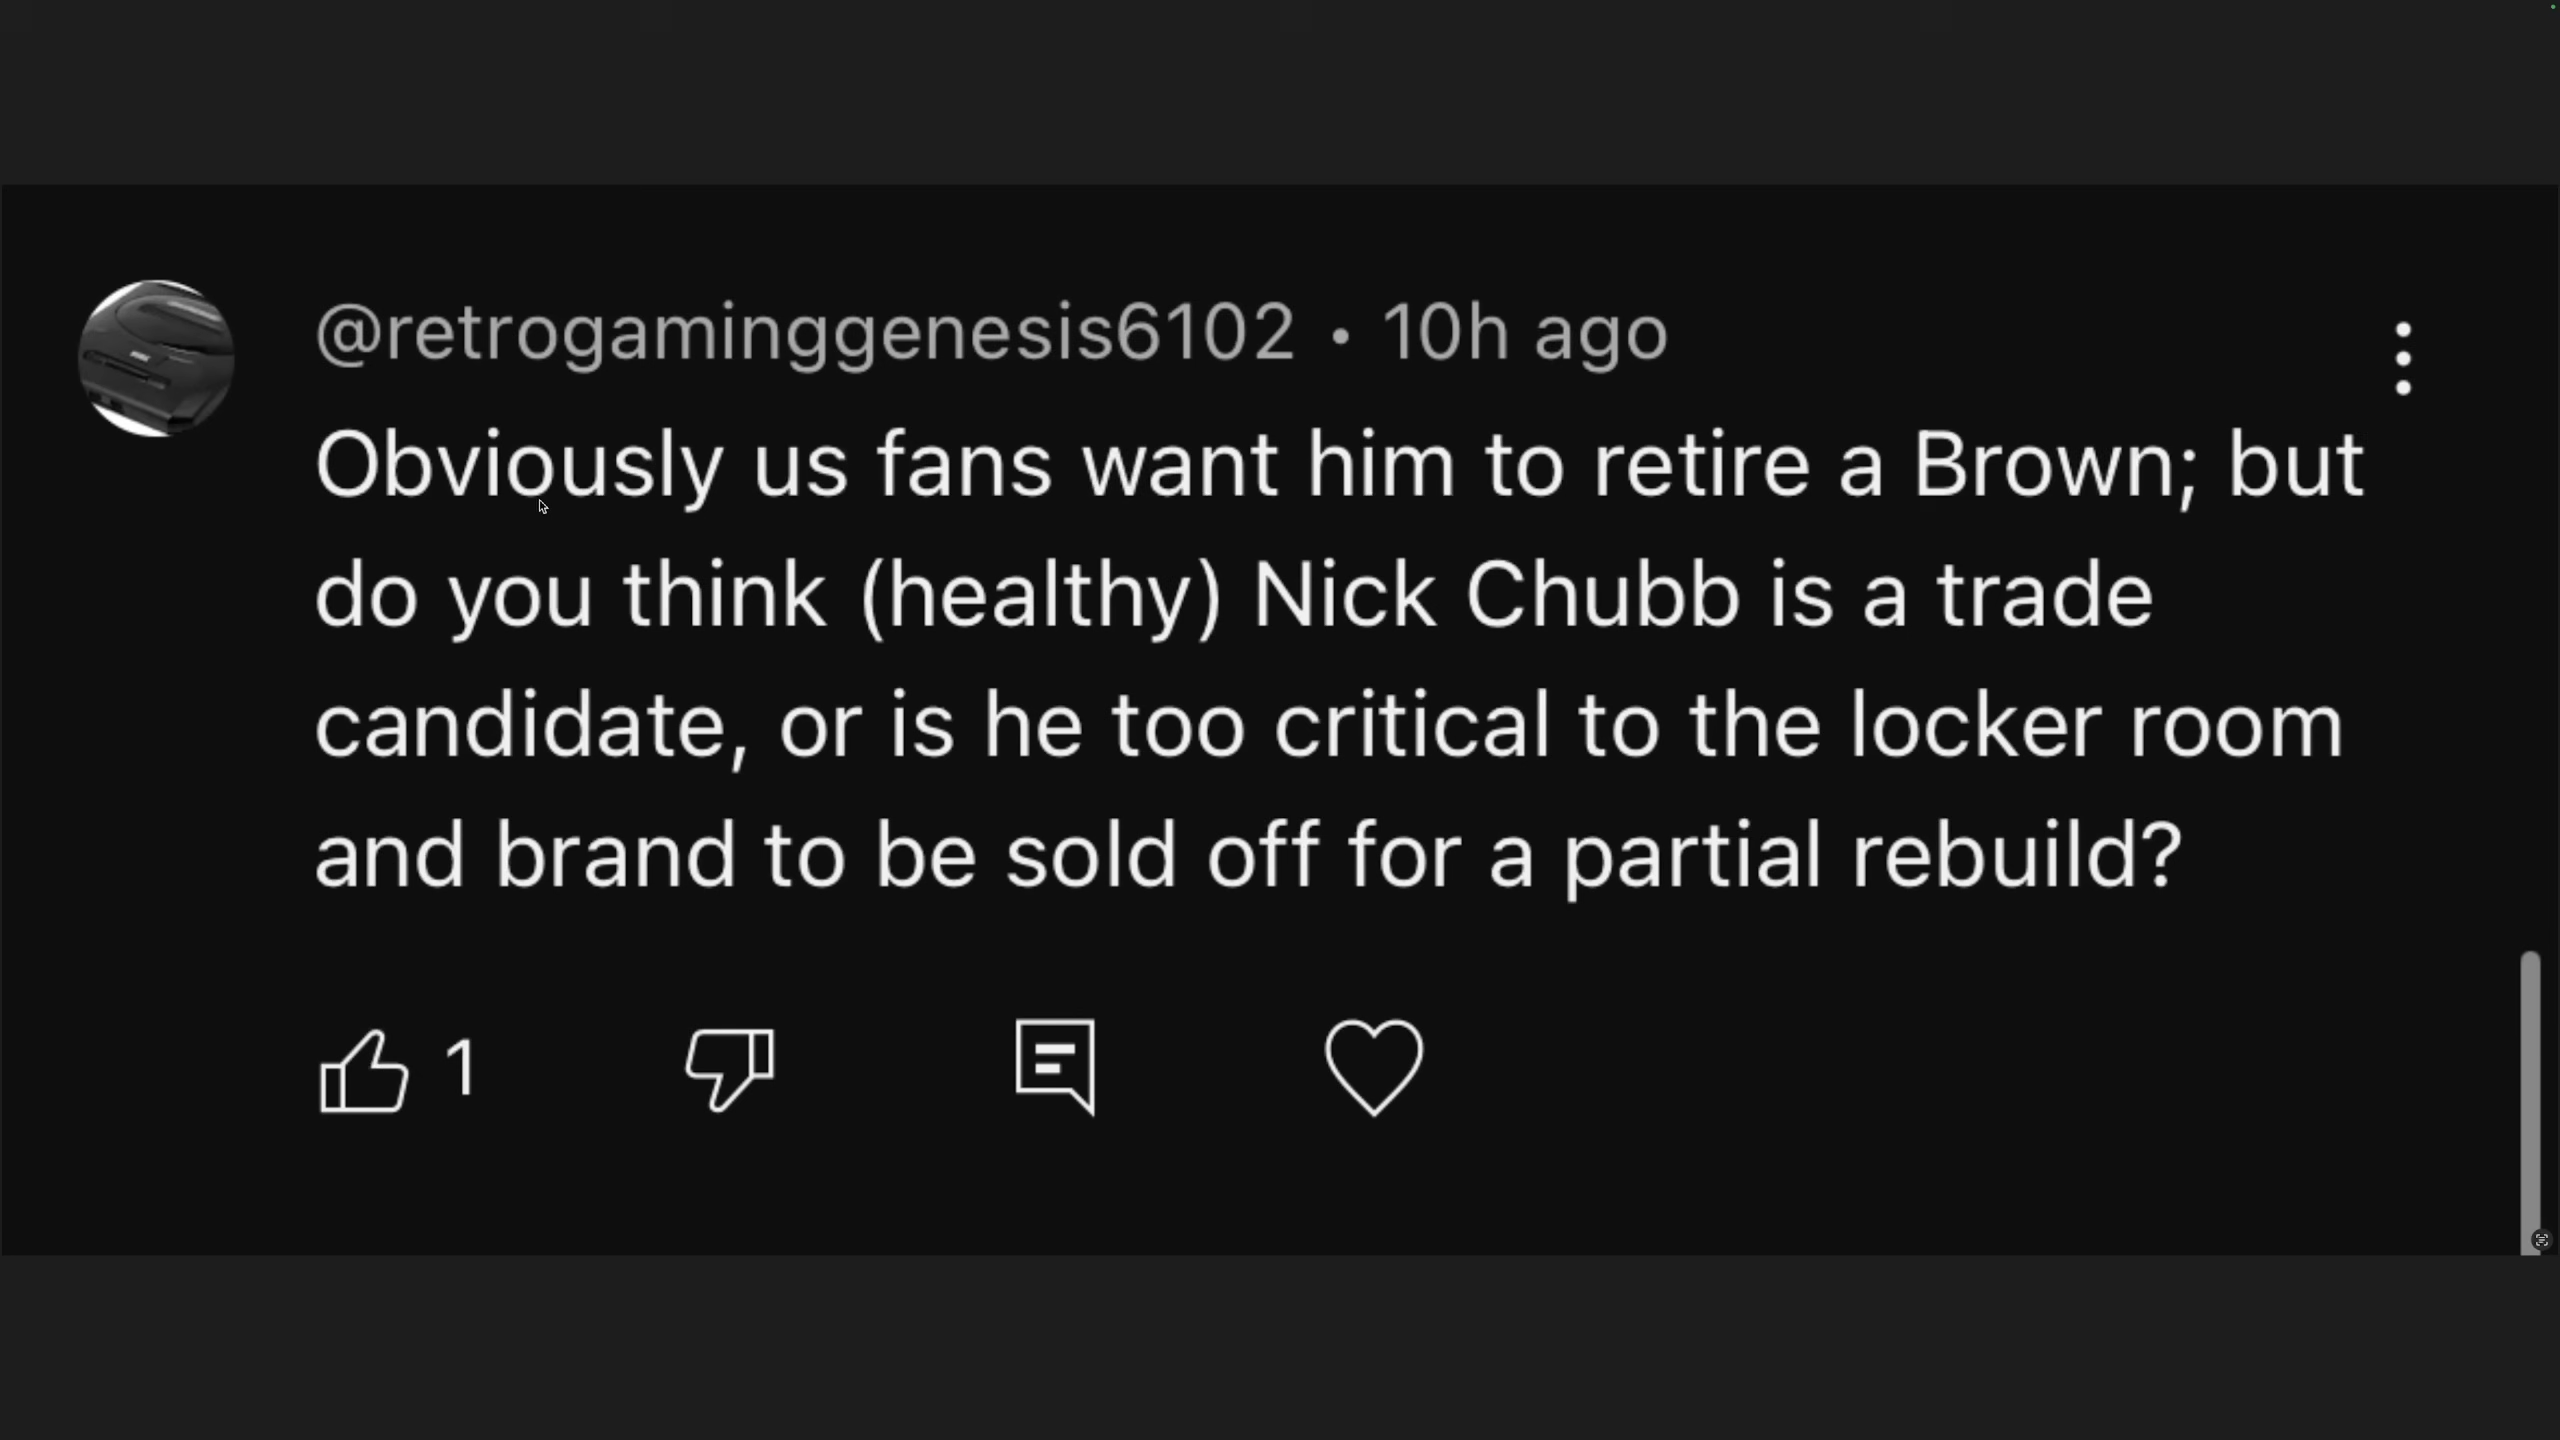 @retrogaminggenesis6102 • 10h ago
Obviously us fans want him to retire a Brown; but
do you think (healthy) Nick Chubb is a trade
candidate, or is he too critical to the locker room
and brand to be sold off for a partial rebuild?
1